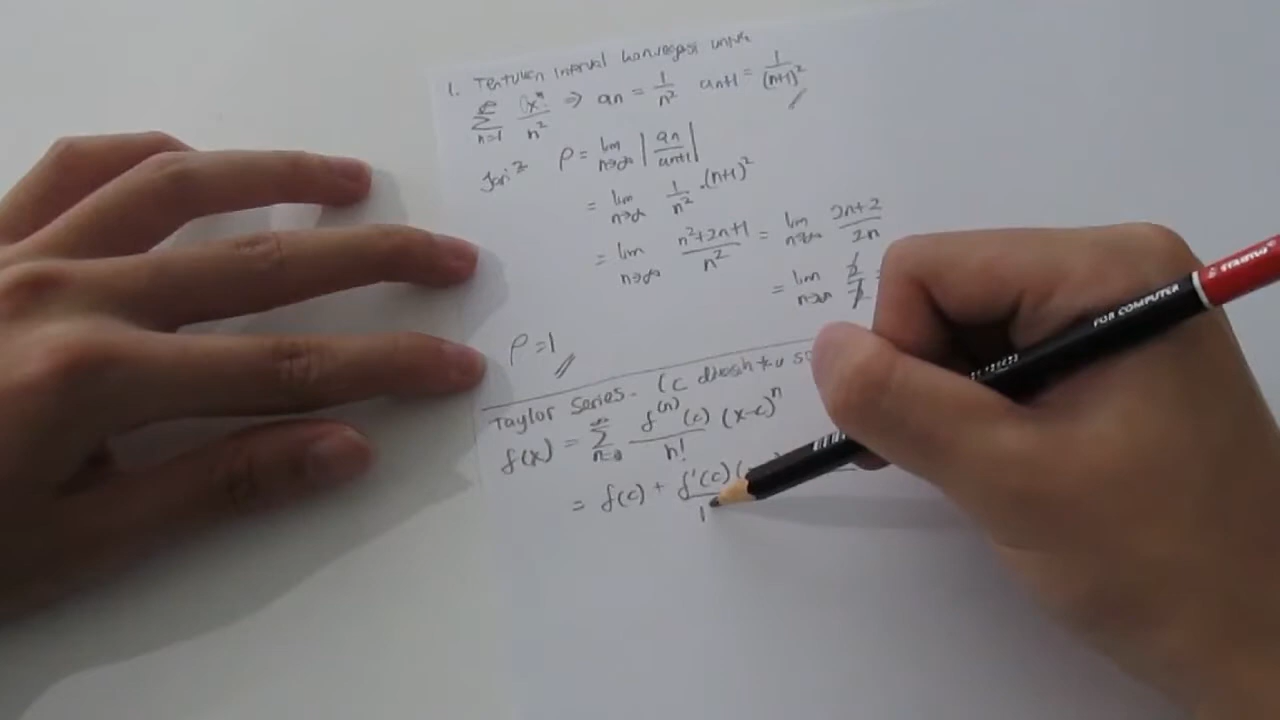 1. Tentukan interval konvergasi untuk
∞ Σ n=1 x^n / n² ⇒ an = 1/n² an+1 = 1/(n+1)²
Jari² ρ = lim n→∞ |an / an+1|
= lim n→∞ 1/n² · (n+1)²
= lim n→∞ n²+2n+1 / n² = lim n→∞ 2n+2 / 2n
= lim n→∞ 2/2 =
ρ = 1
Taylor Series. (c
f(x) = ∞ Σ n=0 f^(n)(c) / n! (x-c)^n
= f(c) + f'(c)( / 1
FOR COMPUTER
STABILO